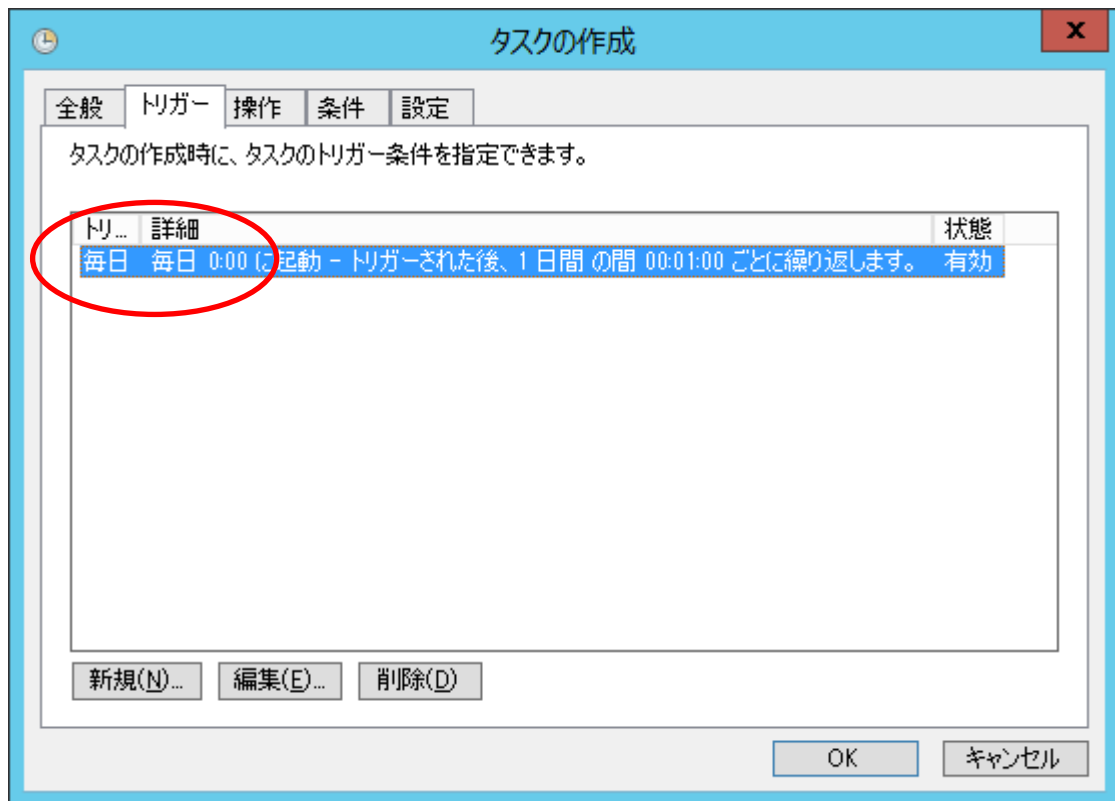 タスクの作成
x
全般 トリガー 操作 条件 設定
タスクの作成時に、タスクのトリガー条件を指定できます。
トリ... 詳細 状態
毎日 毎日 0:00 に起動 - トリガーされた後、1 日間 の間 00:01:00 ごとに繰り返します。 有効
新規(N)... 編集(E)... 削除(D)
OK キャンセル